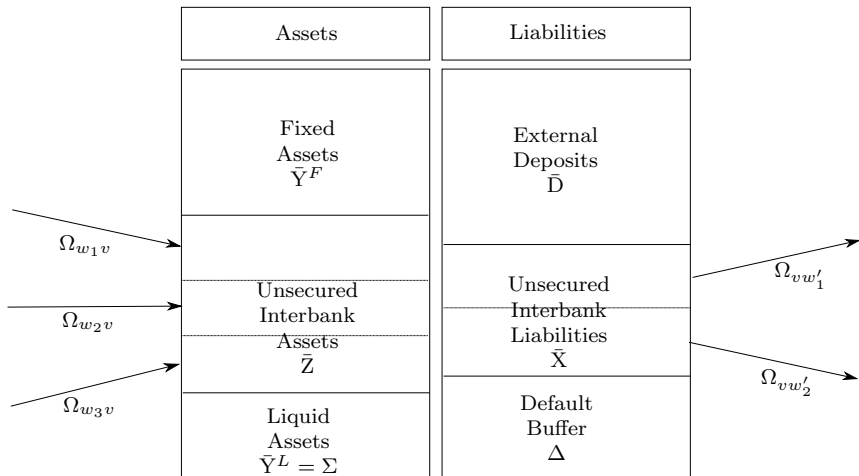 Assets
Liabilities
Fixed
Assets
Ȳ^F
External
Deposits
D̄
Ω_{w_1 v}
Ω_{w_2 v}
Ω_{w_3 v}
Unsecured
Interbank
Assets
Z̄
Unsecured
Interbank
Liabilities
X̄
Ω_{vw'_1}
Ω_{vw'_2}
Liquid
Assets
Ȳ^L = Σ
Default
Buffer
Δ